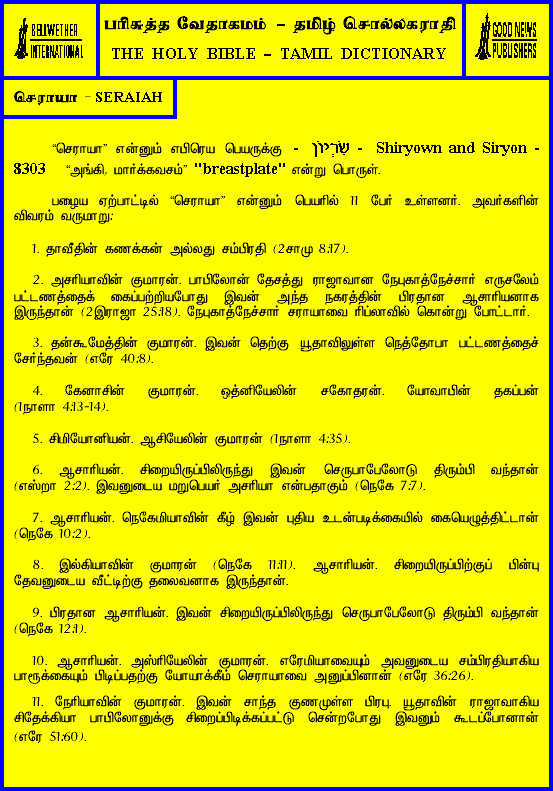 BELLWETHER
INTERNATIONAL
பரிசுத்த வேதாகமம் – தமிழ் சொல்லகராதி
THE HOLY BIBLE – TAMIL DICTIONARY
GOOD NEWS
PUBLISHERS
செராயா – SERAIAH
“செராயா” என்னும் எபிரெய பெயருக்கு - שִׁרְיוֹן - Shiryown and Siryon -
8303 “அங்கி, மார்க்கவசம்” "breastplate" என்று பொருள்.
பழைய ஏற்பாட்டில் “செராயா” என்னும் பெயரில் 11 பேர் உள்ளனர். அவர்களின்
விவரம் வருமாறு:
1. தாவீதின் கணக்கன் அல்லது சம்பிரதி (2சாமு 8:17).
2. அசரியாவின் குமாரன். பாபிலோன் தேசத்து ராஜாவான நேபுகாத்நேச்சார் எருசலேம்
பட்டணத்தைக் கைப்பற்றியபோது இவன் அந்த நகரத்தின் பிரதான ஆசாரியனாக
இருந்தான் (2இராஜா 25:18). நேபுகாத்நேச்சார் சராயாவை ரிப்லாவில் கொன்று போட்டார்.
3. தன்கூமேத்தின் குமாரன். இவன் தெற்கு யூதாவிலுள்ள நெத்தோபா பட்டணத்தைச்
சேர்ந்தவன் (எரே 40:8).
4. கேனாசின் குமாரன். ஒத்னியேலின் சகோதரன். யோவாபின் தகப்பன்
(1நாளா 4:13-14).
5. சிமியோனியன். ஆசியேலின் குமாரன் (1நாளா 4:35).
6. ஆசாரியன். சிறையிருப்பிலிருந்து இவன் செருபாபேலோடு திரும்பி வந்தான்
(எஸ்றா 2:2). இவனுடைய மறுபெயர் அசரியா என்பதாகும் (நெகே 7:7).
7. ஆசாரியன். நெகேமியாவின் கீழ் இவன் புதிய உடன்படிக்கையில் கையெழுத்திட்டான்
(நெகே 10:2).
8. இல்கியாவின் குமாரன் (நெகே 11:11). ஆசாரியன். சிறையிருப்பிற்குப் பின்பு
தேவனுடைய வீட்டிற்கு தலைவனாக இருந்தான்.
9. பிரதான ஆசாரியன். இவன் சிறையிருப்பிலிருந்து செருபாபேலோடு திரும்பி வந்தான்
(நெகே 12:1).
10. ஆசாரியன். அஸ்ரியேலின் குமாரன். எரேமியாவையும் அவனுடைய சம்பிரதியாகிய
பாரூக்கையும் பிடிப்பதற்கு யோயாக்கீம் செராயாவை அனுப்பினான் (எரே 36:26).
11. நேரியாவின் குமாரன். இவன் சாந்த குணமுள்ள பிரபு. யூதாவின் ராஜாவாகிய
சிதேக்கியா பாபிலோனுக்கு சிறைப்பிடிக்கப்பட்டு சென்றபோது இவனும் கூடப்போனான்
(எரே 51:60).